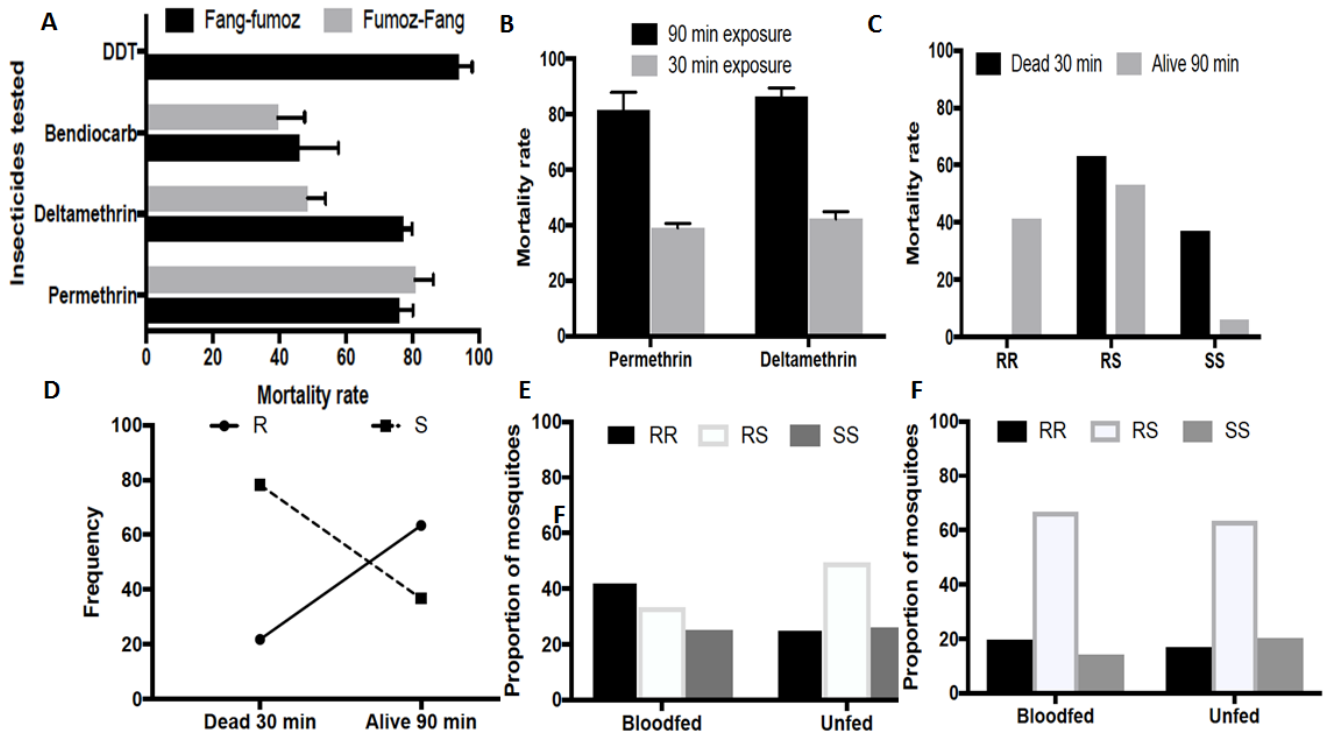 A
Fang-fumoz Fumoz-Fang
Insecticides tested
DDT
Bendiocarb
Deltamethrin
Permethrin
0 20 40 60 80 100
Mortality rate
B
90 min exposure
30 min exposure
Mortality rate
100
80
60
40
20
0
Permethrin Deltamethrin
C
Dead 30 min Alive 90 min
Mortality rate
100
80
60
40
20
0
RR RS SS
D
R S
Frequency
100
80
60
40
20
0
Dead 30 min Alive 90 min
E
RR RS SS
Proportion of mosquitoes
100
80
F
60
40
20
0
Bloodfed Unfed
F
RR RS SS
Proportion of mosquitoes
100
80
60
40
20
0
Bloodfed Unfed